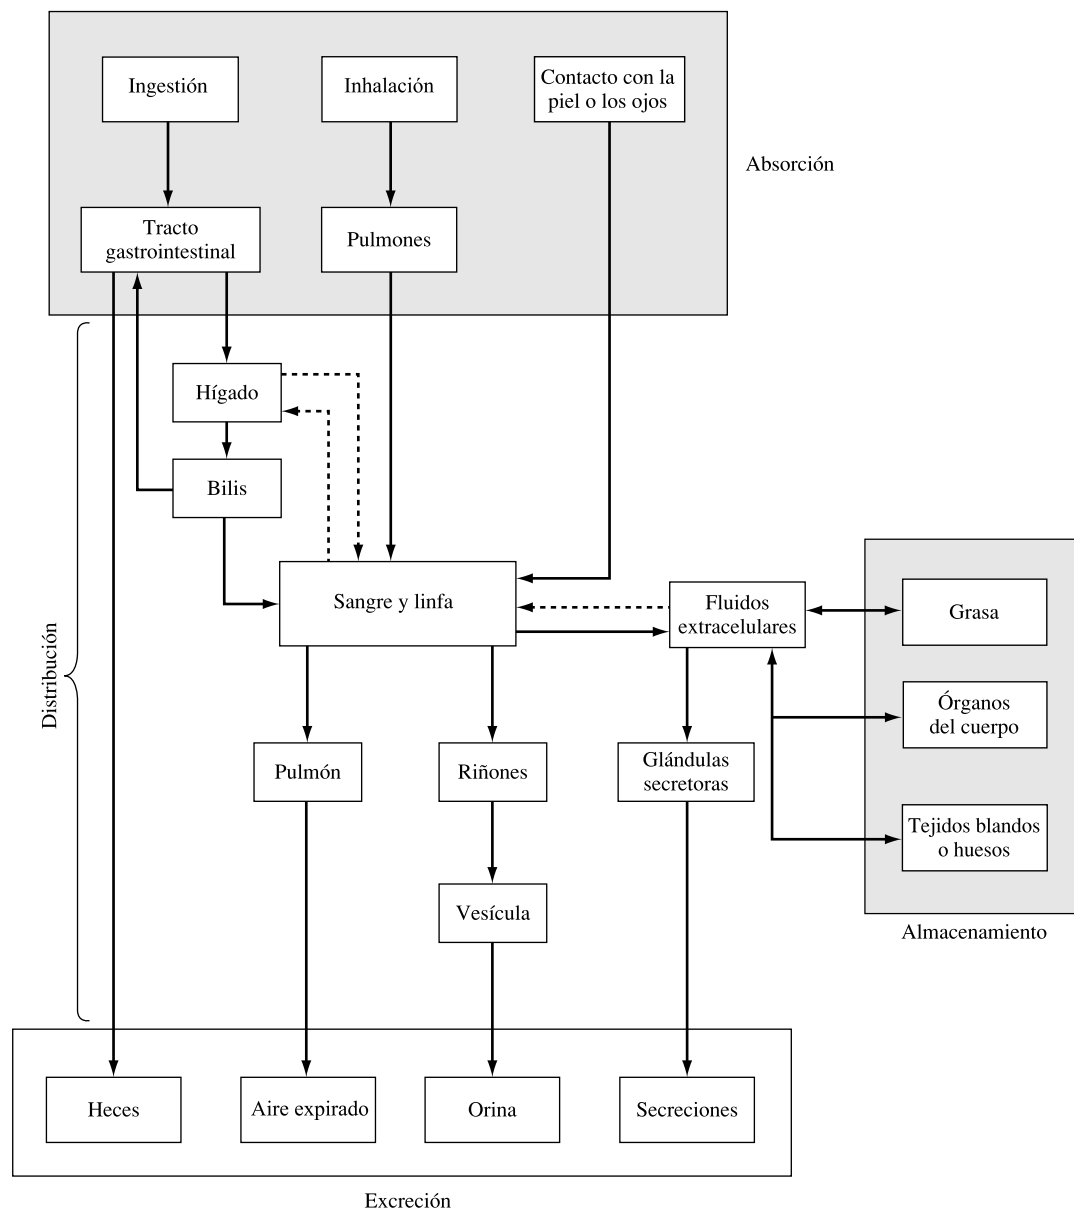 Ingestión
Inhalación
Contacto con la
piel o los ojos
Absorción
Tracto
gastrointestinal
Pulmones
Hígado
Bilis
Distribución
Sangre y linfa
Fluidos
extracelulares
Grasa
Órganos
del cuerpo
Pulmón
Riñones
Glándulas
secretoras
Tejidos blandos
o huesos
Vesícula
Almacenamiento
Heces
Aire expirado
Orina
Secreciones
Excreción